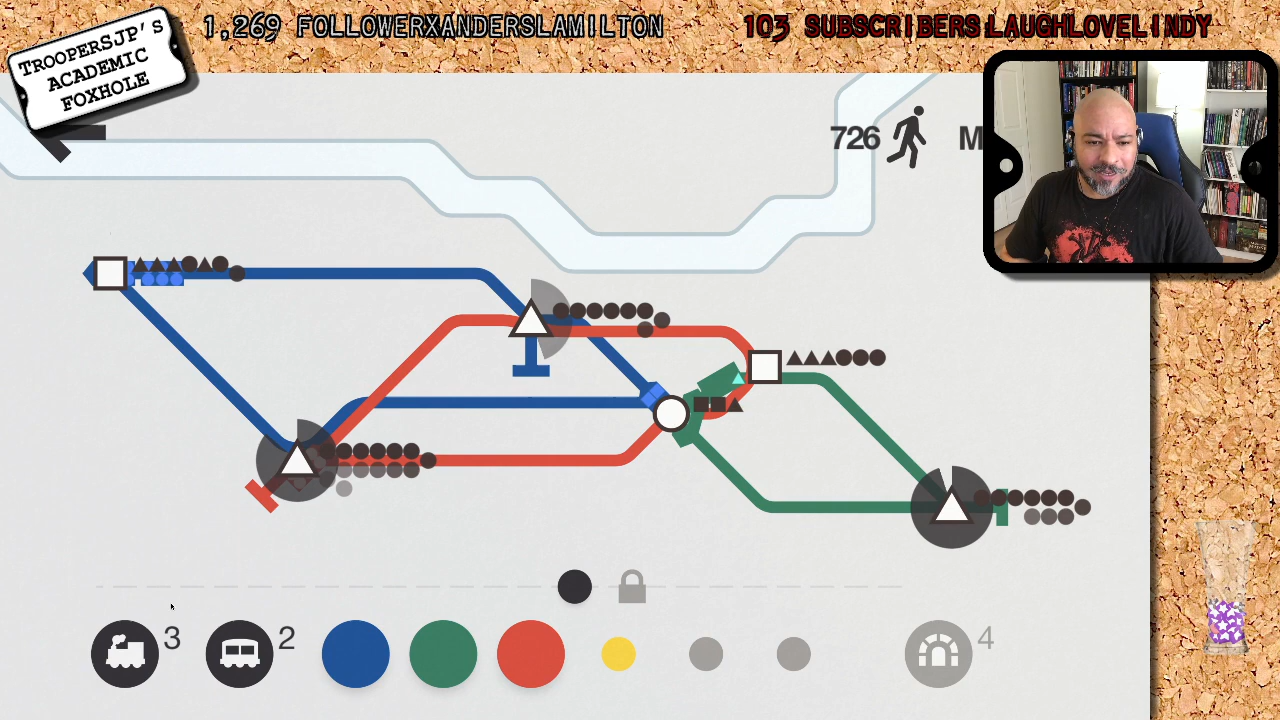 1,269 FOLLOWERXANDERSLAMILTON
103 SUBSCRIBERS:LAUGHLOVELINDY
TROOPERSJP'S
ACADEMIC
FOXHOLE
726
M
3
2
4